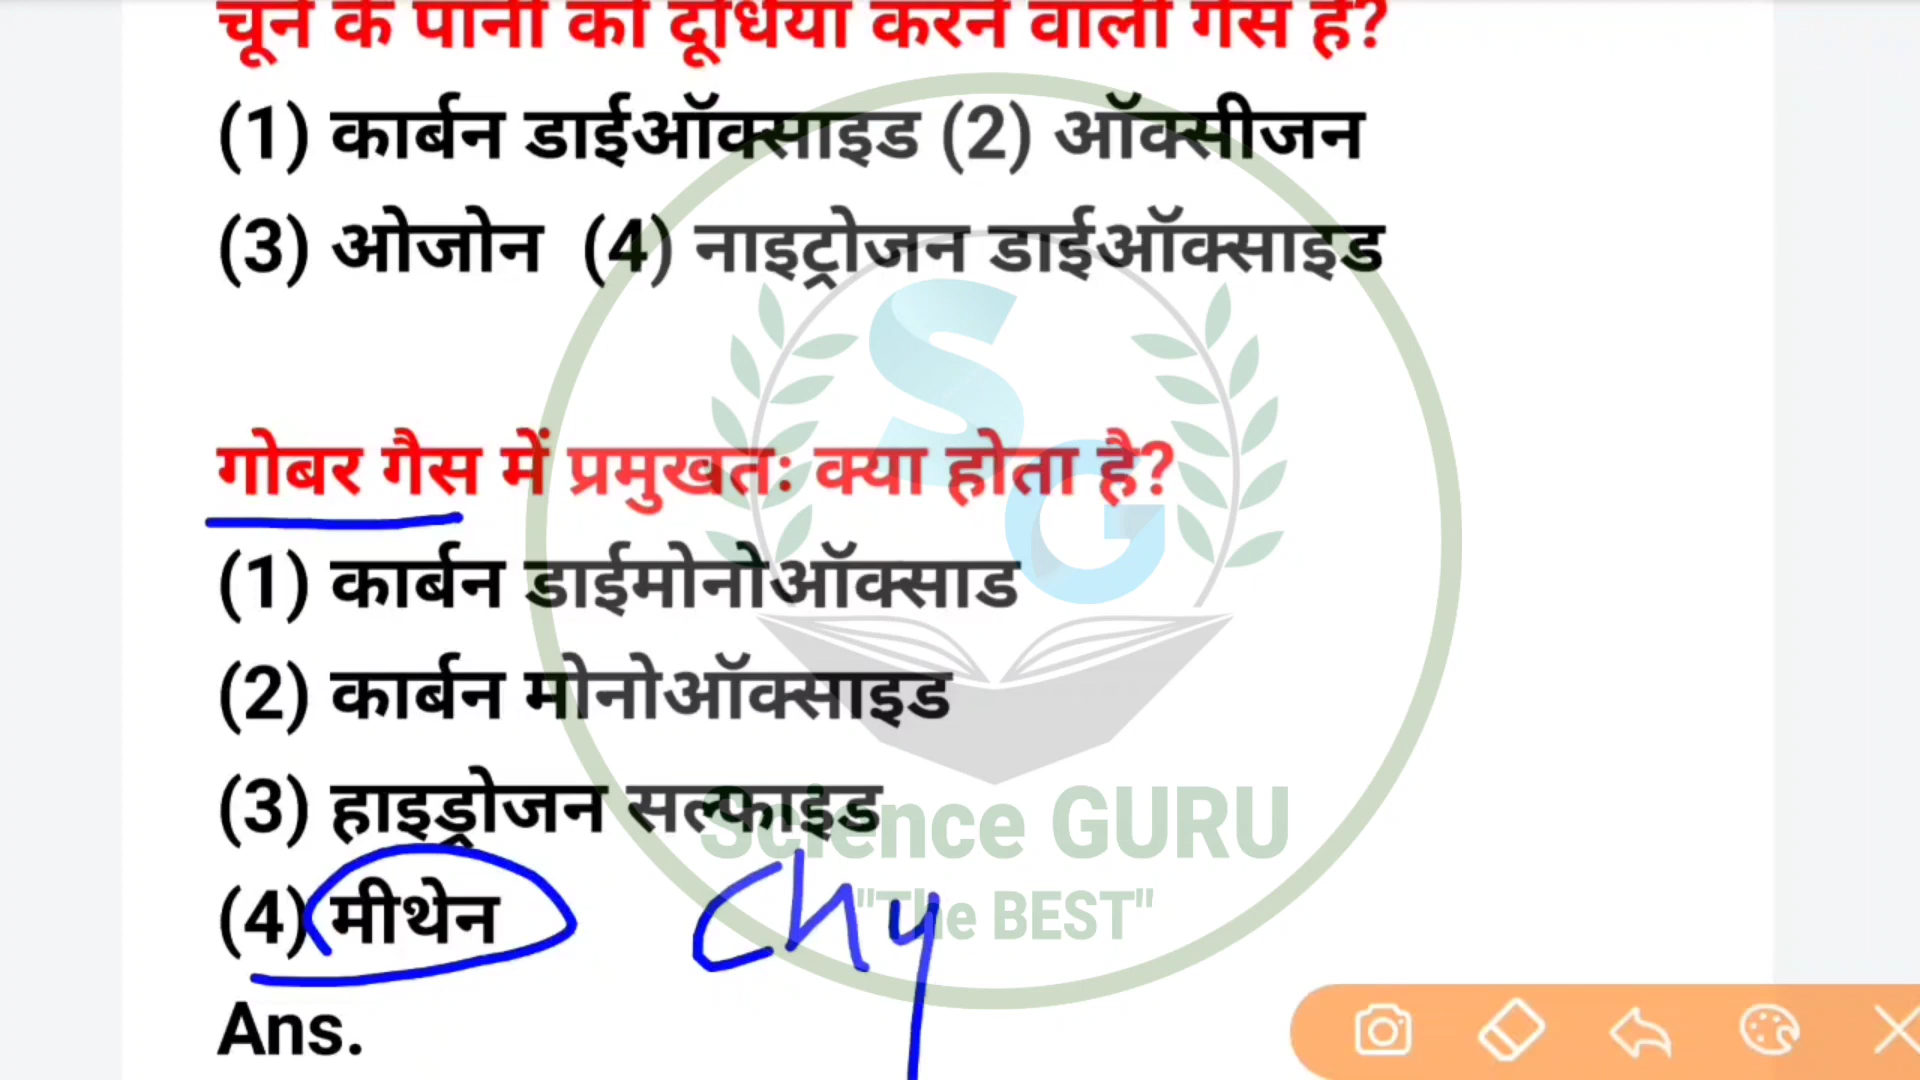 चूने के पानी को दूधिया करने वाली गैस है?
(1) कार्बन डाईऑक्साइड (2) ऑक्सीजन
(3) ओजोन (4) नाइट्रोजन डाईऑक्साइड
गोबर गैस में प्रमुखत: क्या होता है?
(1) कार्बन डाईमोनोऑक्साड
(2) कार्बन मोनोऑक्साइड
(3) हाइड्रोजन सल्फाइड
(4) मीथेन
CH4
Ans.
SG
Science GURU
"The BEST"